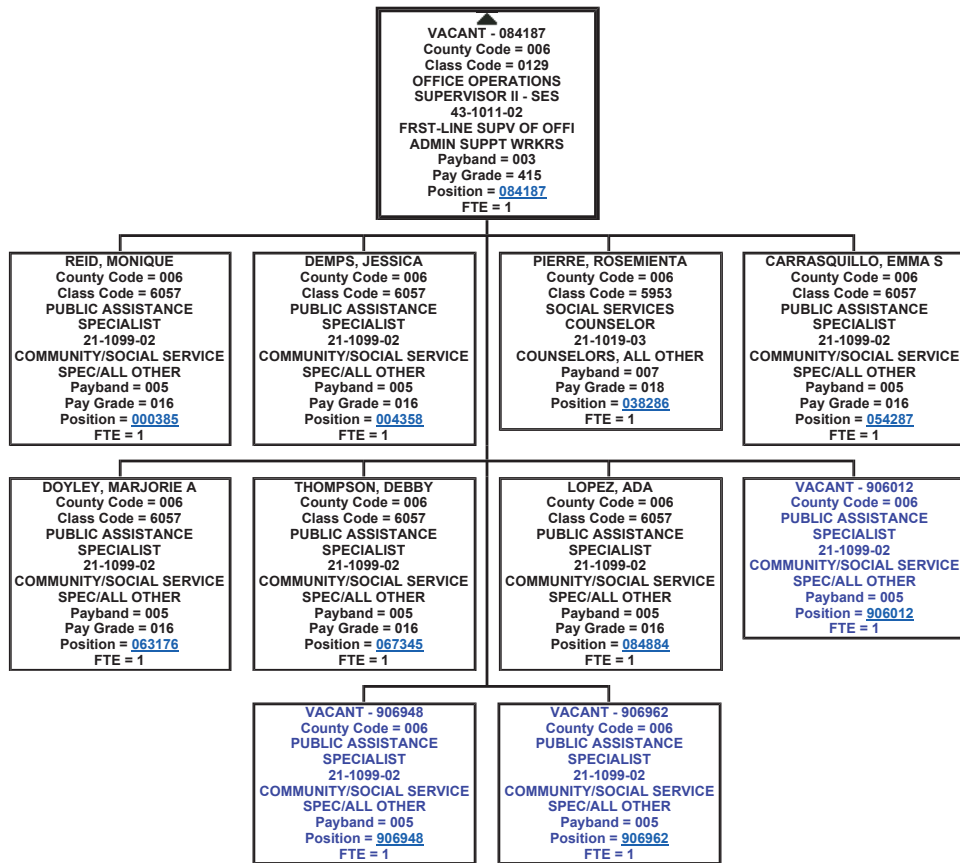 VACANT - 084187
County Code = 006
Class Code = 0129
OFFICE OPERATIONS
SUPERVISOR II - SES
43-1011-02
FRST-LINE SUPV OF OFFI
ADMIN SUPPT WRKRS
Payband = 003
Pay Grade = 415
Position = 084187
FTE = 1
REID, MONIQUE
County Code = 006
Class Code = 6057
PUBLIC ASSISTANCE
SPECIALIST
21-1099-02
COMMUNITY/SOCIAL SERVICE
SPEC/ALL OTHER
Payband = 005
Pay Grade = 016
Position = 000385
FTE = 1
DEMPS, JESSICA
County Code = 006
Class Code = 6057
PUBLIC ASSISTANCE
SPECIALIST
21-1099-02
COMMUNITY/SOCIAL SERVICE
SPEC/ALL OTHER
Payband = 005
Pay Grade = 016
Position = 004358
FTE = 1
PIERRE, ROSEMIENTA
County Code = 006
Class Code = 5953
SOCIAL SERVICES
COUNSELOR
21-1019-03
COUNSELORS, ALL OTHER
Payband = 007
Pay Grade = 018
Position = 038286
FTE = 1
CARRASQUILLO, EMMA S
County Code = 006
Class Code = 6057
PUBLIC ASSISTANCE
SPECIALIST
21-1099-02
COMMUNITY/SOCIAL SERVICE
SPEC/ALL OTHER
Payband = 005
Pay Grade = 016
Position = 054287
FTE = 1
DOYLEY, MARJORIE A
County Code = 006
Class Code = 6057
PUBLIC ASSISTANCE
SPECIALIST
21-1099-02
COMMUNITY/SOCIAL SERVICE
SPEC/ALL OTHER
Payband = 005
Pay Grade = 016
Position = 063176
FTE = 1
THOMPSON, DEBBY
County Code = 006
Class Code = 6057
PUBLIC ASSISTANCE
SPECIALIST
21-1099-02
COMMUNITY/SOCIAL SERVICE
SPEC/ALL OTHER
Payband = 005
Pay Grade = 016
Position = 067345
FTE = 1
LOPEZ, ADA
County Code = 006
Class Code = 6057
PUBLIC ASSISTANCE
SPECIALIST
21-1099-02
COMMUNITY/SOCIAL SERVICE
SPEC/ALL OTHER
Payband = 005
Pay Grade = 016
Position = 084884
FTE = 1
VACANT - 906012
County Code = 006
PUBLIC ASSISTANCE
SPECIALIST
21-1099-02
COMMUNITY/SOCIAL SERVICE
SPEC/ALL OTHER
Payband = 005
Position = 906012
FTE = 1
VACANT - 906948
County Code = 006
PUBLIC ASSISTANCE
SPECIALIST
21-1099-02
COMMUNITY/SOCIAL SERVICE
SPEC/ALL OTHER
Payband = 005
Position = 906948
FTE = 1
VACANT - 906962
County Code = 006
PUBLIC ASSISTANCE
SPECIALIST
21-1099-02
COMMUNITY/SOCIAL SERVICE
SPEC/ALL OTHER
Payband = 005
Position = 906962
FTE = 1